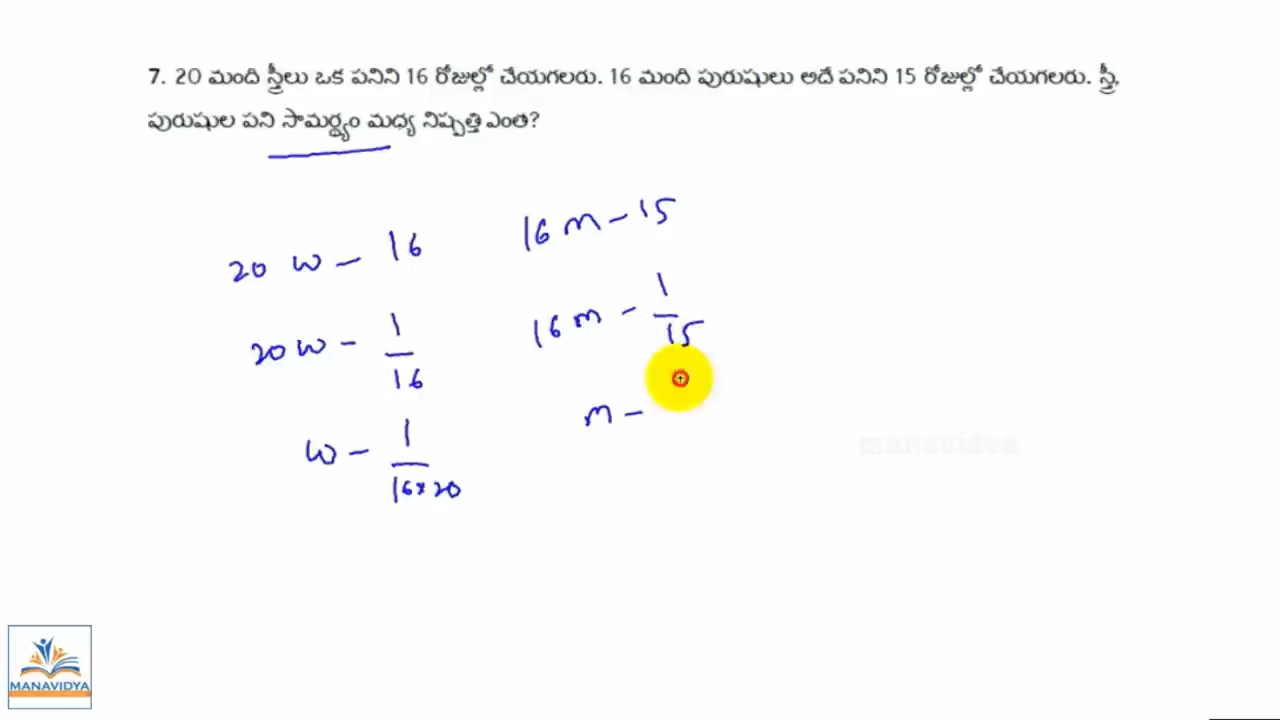 7. 20 మంది స్త్రీలు ఒక పనిని 16 రోజుల్లో చేయగలరు. 16 మంది పురుషులు అదే పనిని 15 రోజుల్లో చేయగలరు. స్త్రీ,
పురుషుల పని సామర్థ్యం మధ్య నిష్పత్తి ఎంత?
20 W - 16
16 m - 15
20 W - 1/16
16 m - 1/15
W - 1/16×20
m -
manavidya
MANAVIDYA